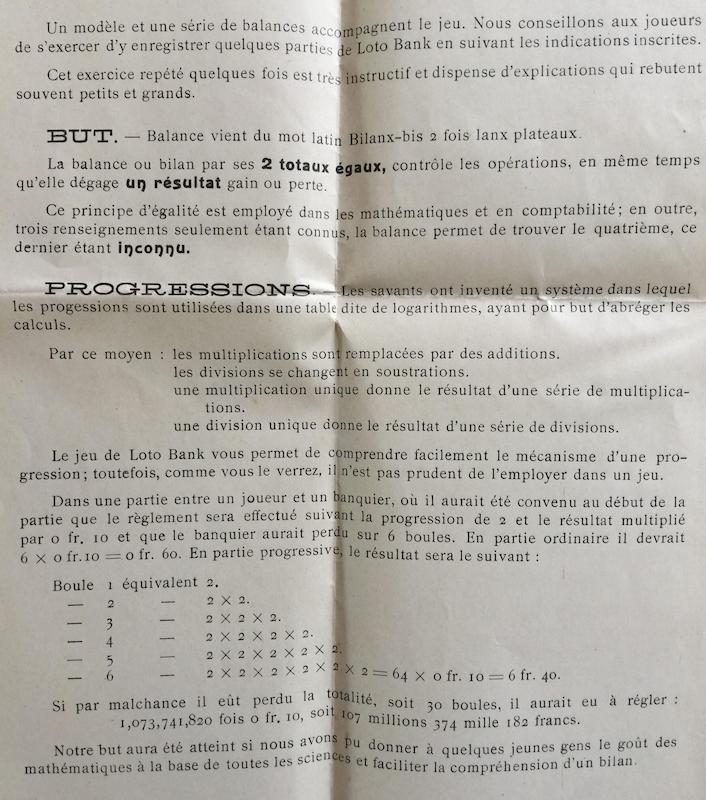 Un modèle et une série de balances accompagnent le jeu. Nous conseillons aux joueurs
de s'exercer d'y enregistrer quelques parties de Loto Bank en suivant les indications inscrites.
Cet exercice repété quelques fois est très instructif et dispense d'explications qui rebutent
souvent petits et grands.
BUT. — Balance vient du mot latin Bilanx-bis 2 fois lanx plateaux.
La balance ou bilan par ses 2 totaux égaux, contrôle les opérations, en même temps
qu'elle dégage un résultat gain ou perte.
Ce principe d'égalité est employé dans les mathématiques et en comptabilité; en outre,
trois renseignements seulement étant connus, la balance permet de trouver le quatrième, ce
dernier étant inconnu.
PROGRESSIONS. — Les savants ont inventé un système dans lequel
les progessions sont utilisées dans une table dite de logarithmes, ayant pour but d'abréger les
calculs.
Par ce moyen : les multiplications sont remplacées par des additions.
les divisions se changent en soustrations.
une multiplication unique donne le résultat d'une série de multiplica-
tions.
une division unique donne le résultat d'une série de divisions.
Le jeu de Loto Bank vous permet de comprendre facilement le mécanisme d'une pro-
gression; toutefois, comme vous le verrez, il n'est pas prudent de l'employer dans un jeu.
Dans une partie entre un joueur et un banquier, où il aurait été convenu au début de la
partie que le règlement sera effectué suivant la progression de 2 et le résultat multiplié
par 0 fr. 10 et que le banquier aurait perdu sur 6 boules. En partie ordinaire il devrait
6 × 0 fr.10 = 0 fr. 60. En partie progressive, le résultat sera le suivant :
Boule 1 équivalent 2.
— 2 — 2 × 2.
— 3 — 2 × 2 × 2.
— 4 — 2 × 2 × 2 × 2.
— 5 — 2 × 2 × 2 × 2 × 2.
— 6 — 2 × 2 × 2 × 2 × 2 × 2 = 64 × 0 fr. 10 = 6 fr. 40.
Si par malchance il eût perdu la totalité, soit 30 boules, il aurait eu à régler :
1,073,741,820 fois 0 fr. 10, soit 107 millions 374 mille 182 francs.
Notre but aura été atteint si nous avons pu donner à quelques jeunes gens le goût des
mathématiques à la base de toutes les sciences et faciliter la compréhension d'un bilan.